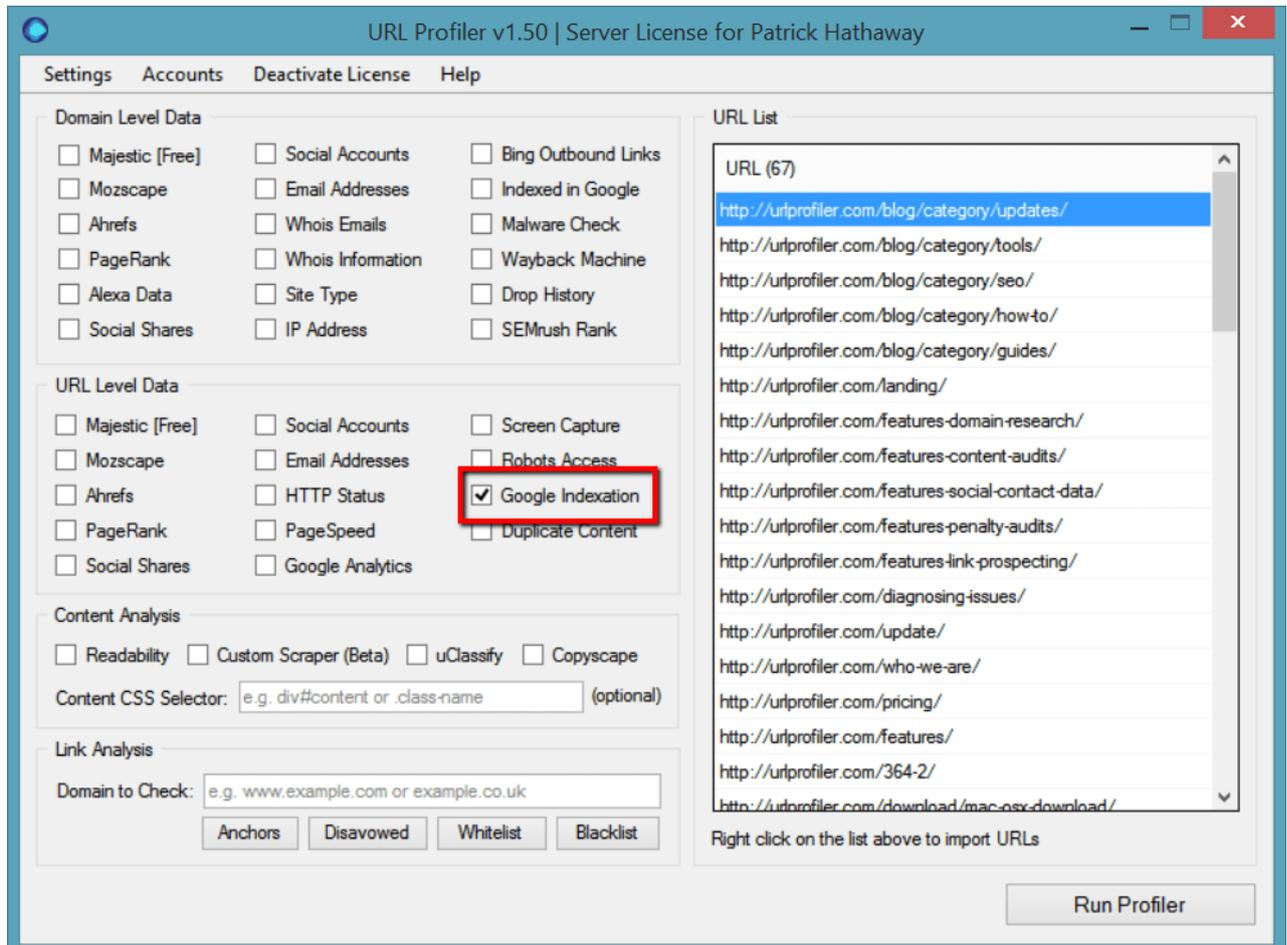 URL Profiler v1.50 | Server License for Patrick Hathaway
Settings Accounts Deactivate License Help
Domain Level Data
Majestic [Free] Social Accounts Bing Outbound Links
Mozscape Email Addresses Indexed in Google
Ahrefs Whois Emails Malware Check
PageRank Whois Information Wayback Machine
Alexa Data Site Type Drop History
Social Shares IP Address SEMrush Rank
URL Level Data
Majestic [Free] Social Accounts Screen Capture
Mozscape Email Addresses Robots Access
Ahrefs HTTP Status Google Indexation
PageRank PageSpeed Duplicate Content
Social Shares Google Analytics
Content Analysis
Readability Custom Scraper (Beta) uClassify Copyscape
Content CSS Selector: e.g. div#content or .class-name (optional)
Link Analysis
Domain to Check: e.g. www.example.com or example.co.uk
Anchors Disavowed Whitelist Blacklist
URL List
URL (67)
http://urlprofiler.com/blog/category/updates/
http://urlprofiler.com/blog/category/tools/
http://urlprofiler.com/blog/category/seo/
http://urlprofiler.com/blog/category/how-to/
http://urlprofiler.com/blog/category/guides/
http://urlprofiler.com/landing/
http://urlprofiler.com/features-domain-research/
http://urlprofiler.com/features-content-audits/
http://urlprofiler.com/features-social-contact-data/
http://urlprofiler.com/features-penalty-audits/
http://urlprofiler.com/features-link-prospecting/
http://urlprofiler.com/diagnosing-issues/
http://urlprofiler.com/update/
http://urlprofiler.com/who-we-are/
http://urlprofiler.com/pricing/
http://urlprofiler.com/features/
http://urlprofiler.com/364-2/
http://urlprofiler.com/download/mac-osx-download/
Right click on the list above to import URLs
Run Profiler